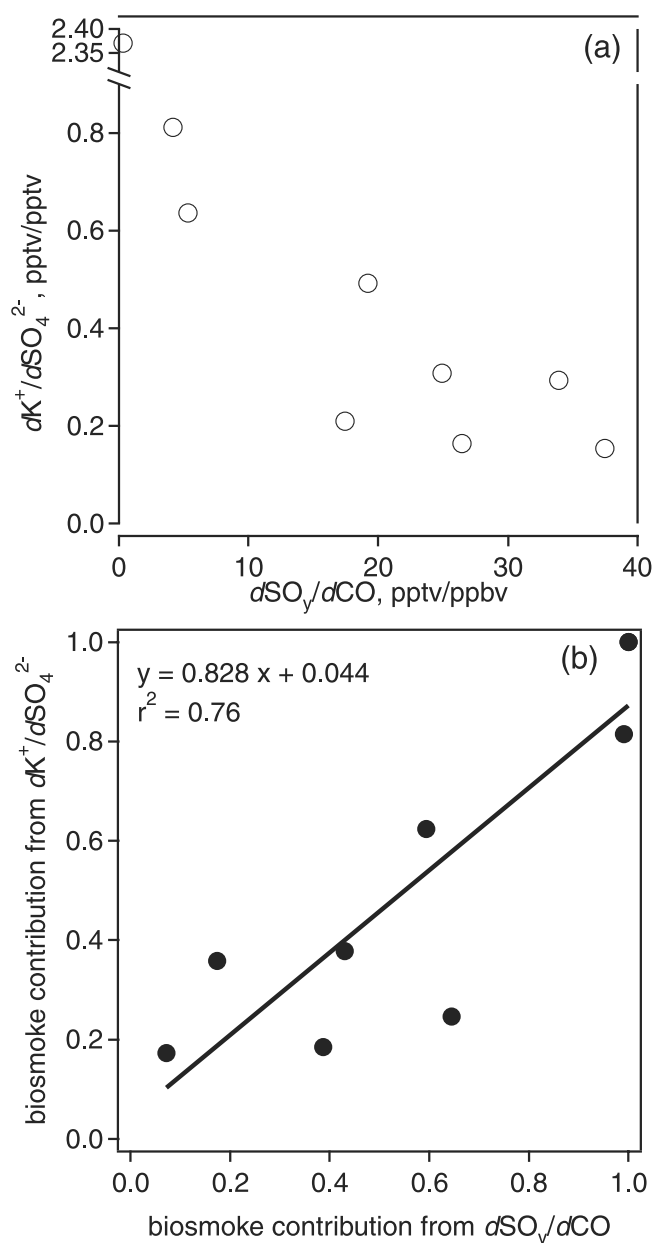 2.40
2.35
(a)
0.8
0.6
0.4
0.2
0.0
dK⁺/dSO₄²⁻, pptv/pptv
0 10 20 30 40
dSOy/dCO, pptv/ppbv
1.0
(b)
y = 0.828 x + 0.044
r² = 0.76
0.8
0.6
0.4
0.2
0.0
biosmoke contribution from dK⁺/dSO₄²⁻
0.0 0.2 0.4 0.6 0.8 1.0
biosmoke contribution from dSOy/dCO